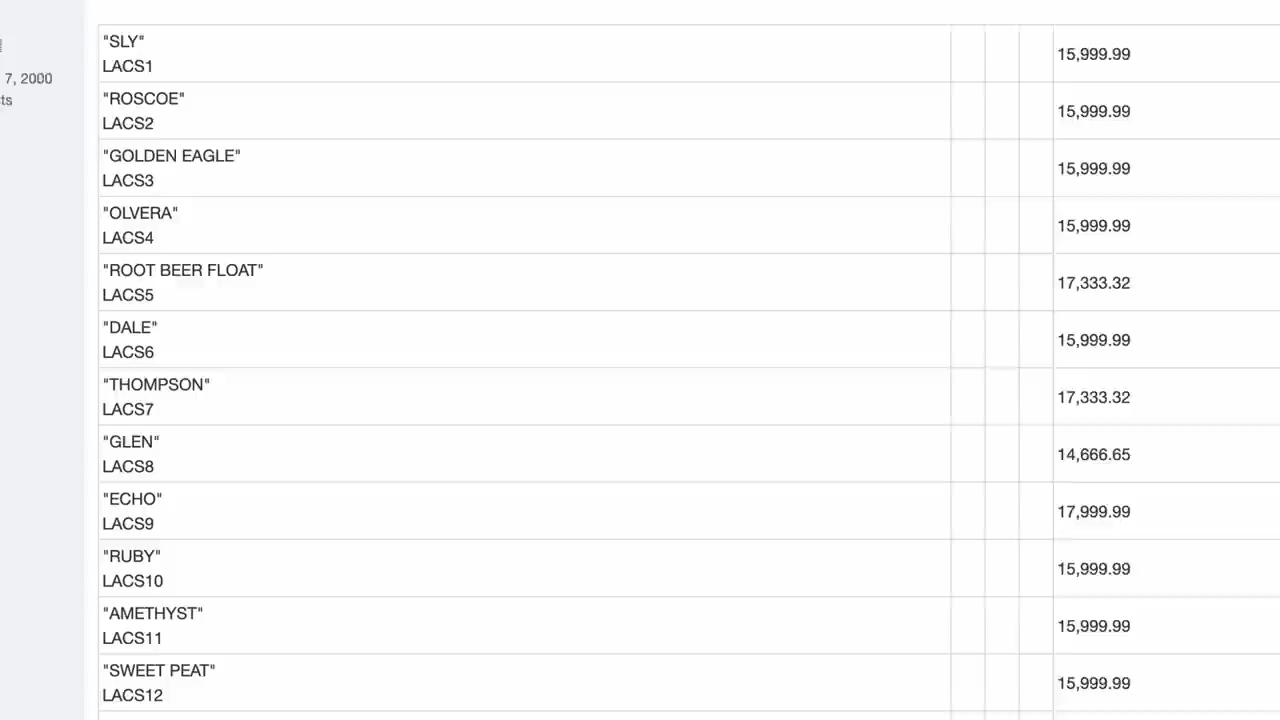 7, 2000
ts
"SLY"
LACS1
15,999.99
"ROSCOE"
LACS2
15,999.99
"GOLDEN EAGLE"
LACS3
15,999.99
"OLVERA"
LACS4
15,999.99
"ROOT BEER FLOAT"
LACS5
17,333.32
"DALE"
LACS6
15,999.99
"THOMPSON"
LACS7
17,333.32
"GLEN"
LACS8
14,666.65
"ECHO"
LACS9
17,999.99
"RUBY"
LACS10
15,999.99
"AMETHYST"
LACS11
15,999.99
"SWEET PEAT"
LACS12
15,999.99